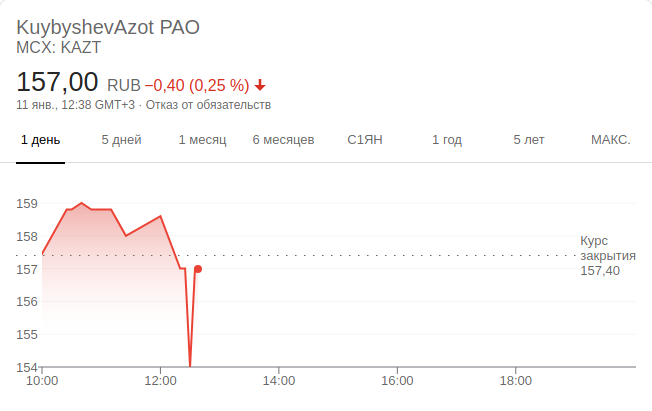 KuybyshevAzot PAO
MCX: KAZT
157,00 RUB −0,40 (0,25 %)
11 янв., 12:38 GMT+3 · Отказ от обязательств
1 день 5 дней 1 месяц 6 месяцев С1ЯН 1 год 5 лет МАКС.
159
158
157
156
155
154
Курс
закрытия
157,40
10:00 12:00 14:00 16:00 18:00